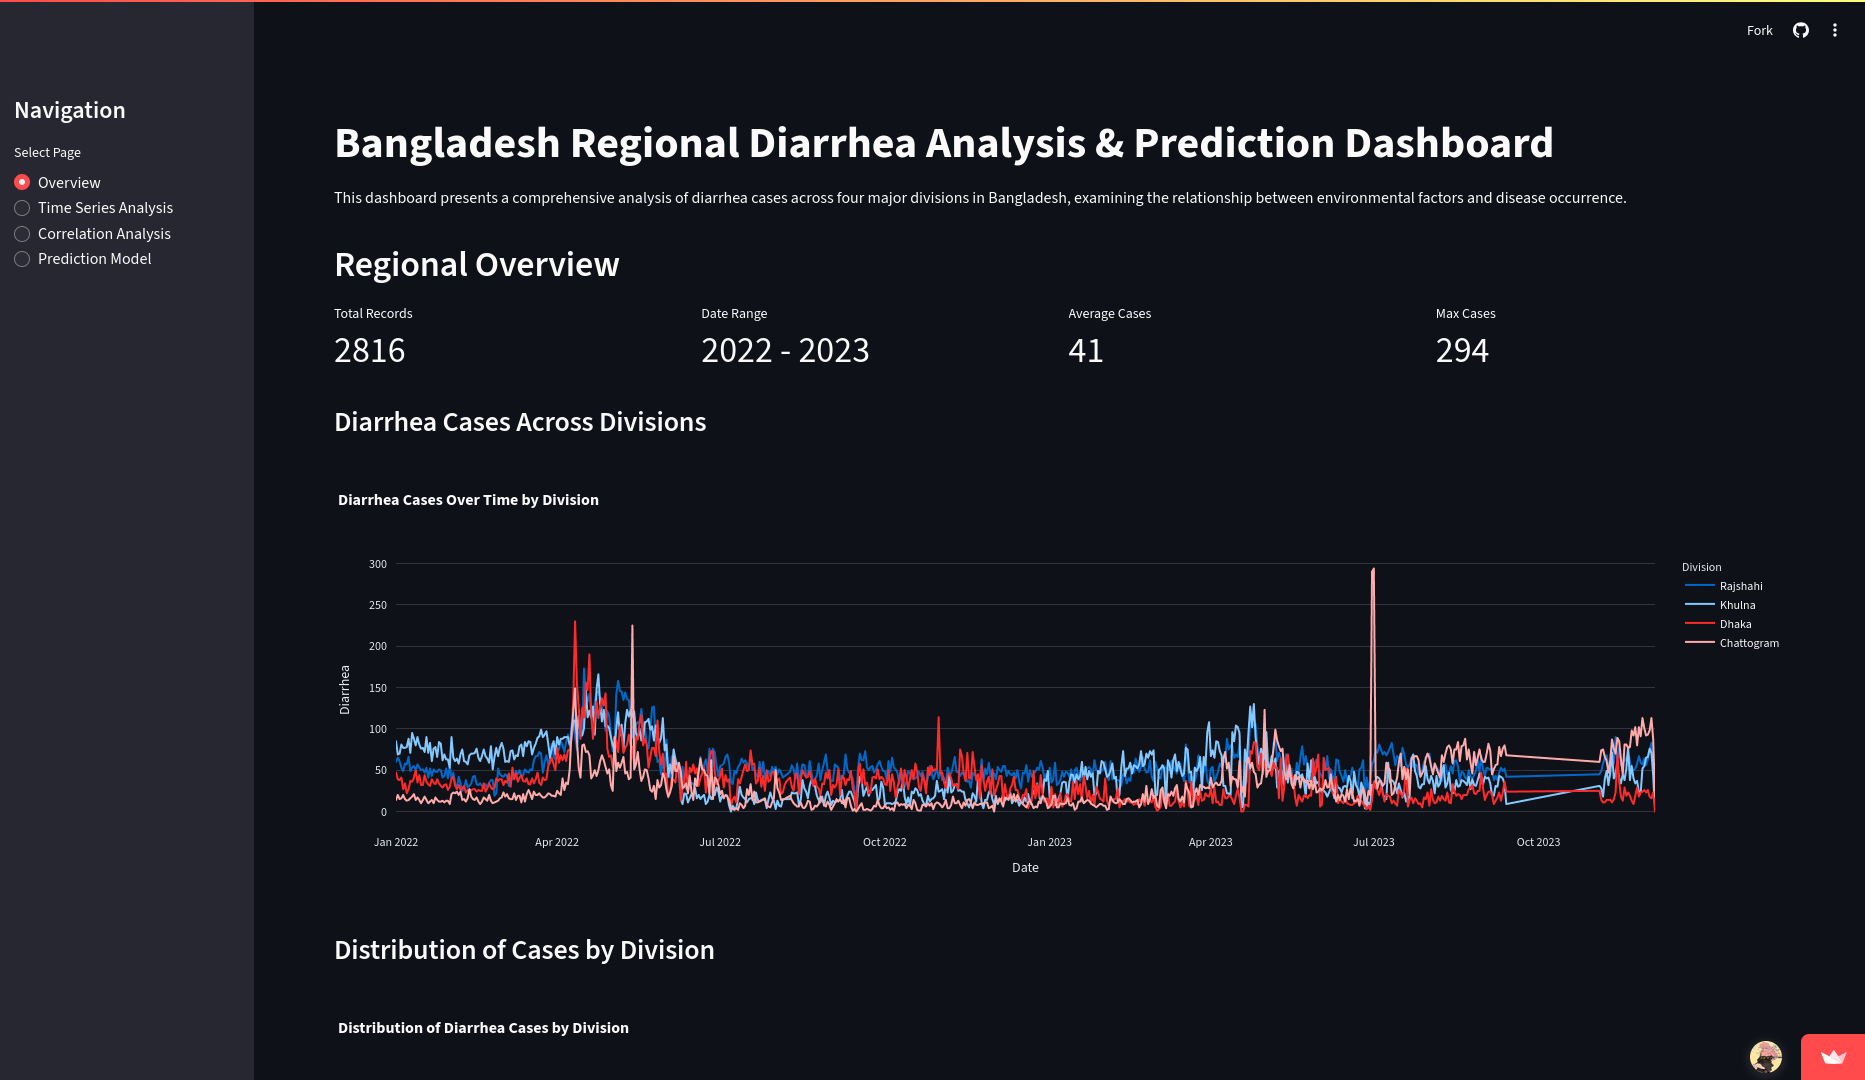 Fork
Navigation
Select Page
Overview
Time Series Analysis
Correlation Analysis
Prediction Model
Bangladesh Regional Diarrhea Analysis & Prediction Dashboard
This dashboard presents a comprehensive analysis of diarrhea cases across four major divisions in Bangladesh, examining the relationship between environmental factors and disease occurrence.
Regional Overview
Total Records
2816
Date Range
2022 - 2023
Average Cases
41
Max Cases
294
Diarrhea Cases Across Divisions
Diarrhea Cases Over Time by Division
300
250
200
150
100
50
0
Diarrhea
Jan 2022
Apr 2022
Jul 2022
Oct 2022
Jan 2023
Apr 2023
Jul 2023
Oct 2023
Date
Division
Rajshahi
Khulna
Dhaka
Chattogram
Distribution of Cases by Division
Distribution of Diarrhea Cases by Division